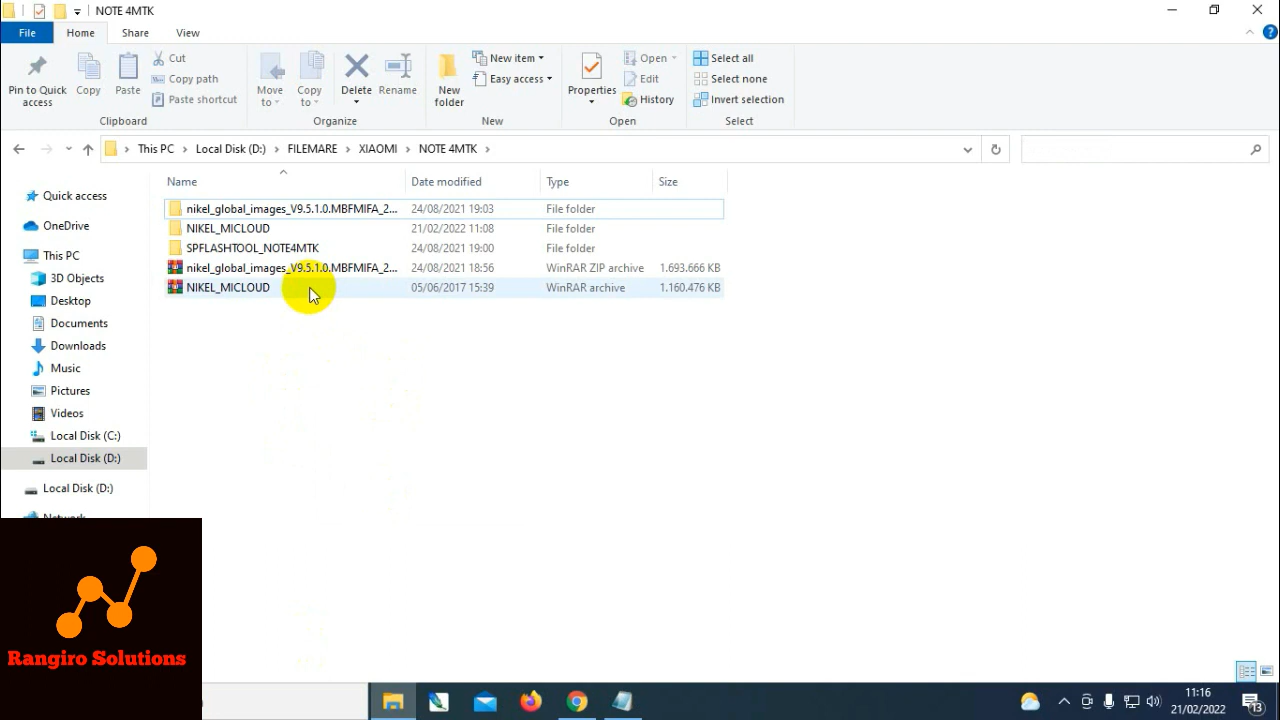 NOTE 4MTK
File Home Share View
Pin to Quick access
Copy
Paste
Cut
Copy path
Paste shortcut
Clipboard
Move to
Copy to
Delete
Rename
Organize
New folder
New item
Easy access
New
Properties
Open
Edit
History
Open
Select all
Select none
Invert selection
Select
This PC > Local Disk (D:) > FILEMARE > XIAOMI > NOTE 4MTK >
Name Date modified Type Size
nikel_global_images_V9.5.1.0.MBFMIFA_2... 24/08/2021 19:03 File folder
NIKEL_MICLOUD 21/02/2022 11:08 File folder
SPFLASHTOOL_NOTE4MTK 24/08/2021 19:00 File folder
nikel_global_images_V9.5.1.0.MBFMIFA_2... 24/08/2021 18:56 WinRAR ZIP archive 1.693.666 KB
NIKEL_MICLOUD 05/06/2017 15:39 WinRAR archive 1.160.476 KB
Quick access
OneDrive
This PC
3D Objects
Desktop
Documents
Downloads
Music
Pictures
Videos
Local Disk (C:)
Local Disk (D:)
Local Disk (D:)
Network
Rangiro Solutions
11:16
21/02/2022
13